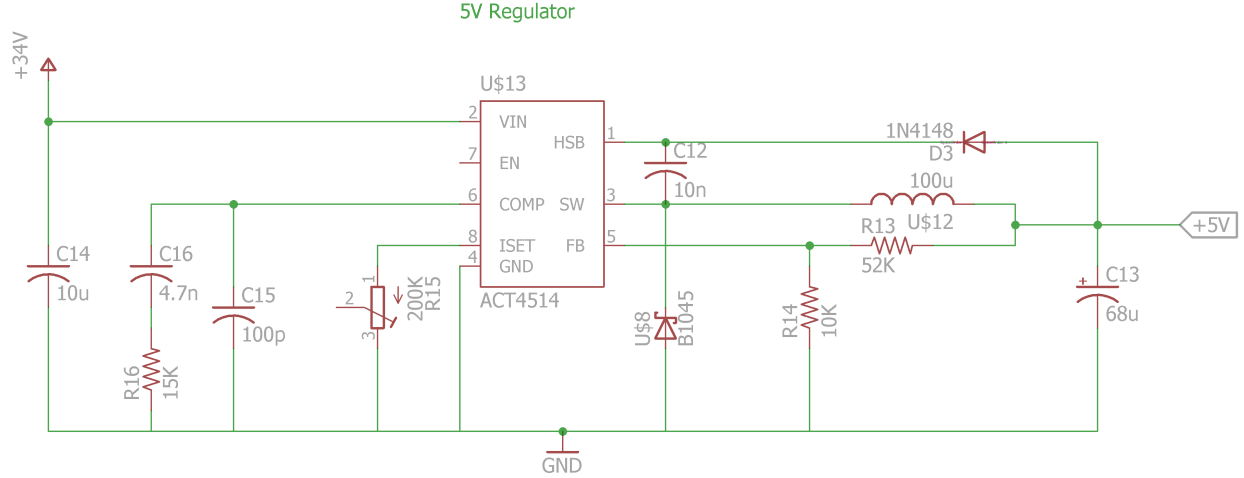 5V Regulator
+34V
U$13
2
VIN
HSB
1
1N4148
D3
7
EN
C12
10n
100u
6
COMP
SW
3
U$12
R13
52K
+5V
8
ISET
FB
5
4
GND
C14
10u
C16
4.7n
C15
100p
1
2
3
200K
R15
ACT4514
U$8
B1045
R14
10K
+
C13
68u
R16
15K
GND